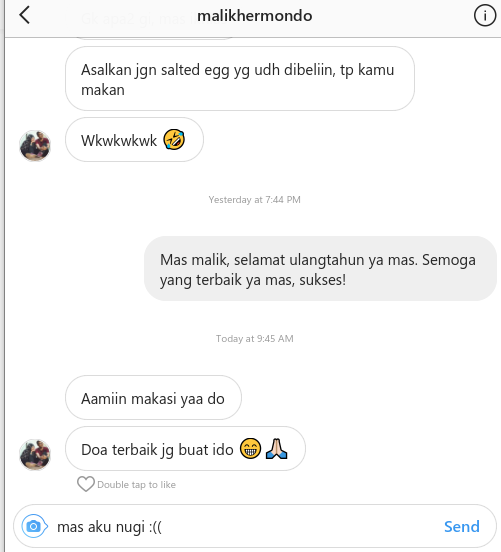 malikhermondo
Asalkan jgn salted egg yg udh dibeliin, tp kamu
makan
Wkwkwkwk 🤣
Yesterday at 7:44 PM
Mas malik, selamat ulangtahun ya mas. Semoga
yang terbaik ya mas, sukses!
Today at 9:45 AM
Aamiin makasi yaa do
Doa terbaik jg buat ido 😁🙏🏻
Double tap to like
mas aku nugi :((
Send